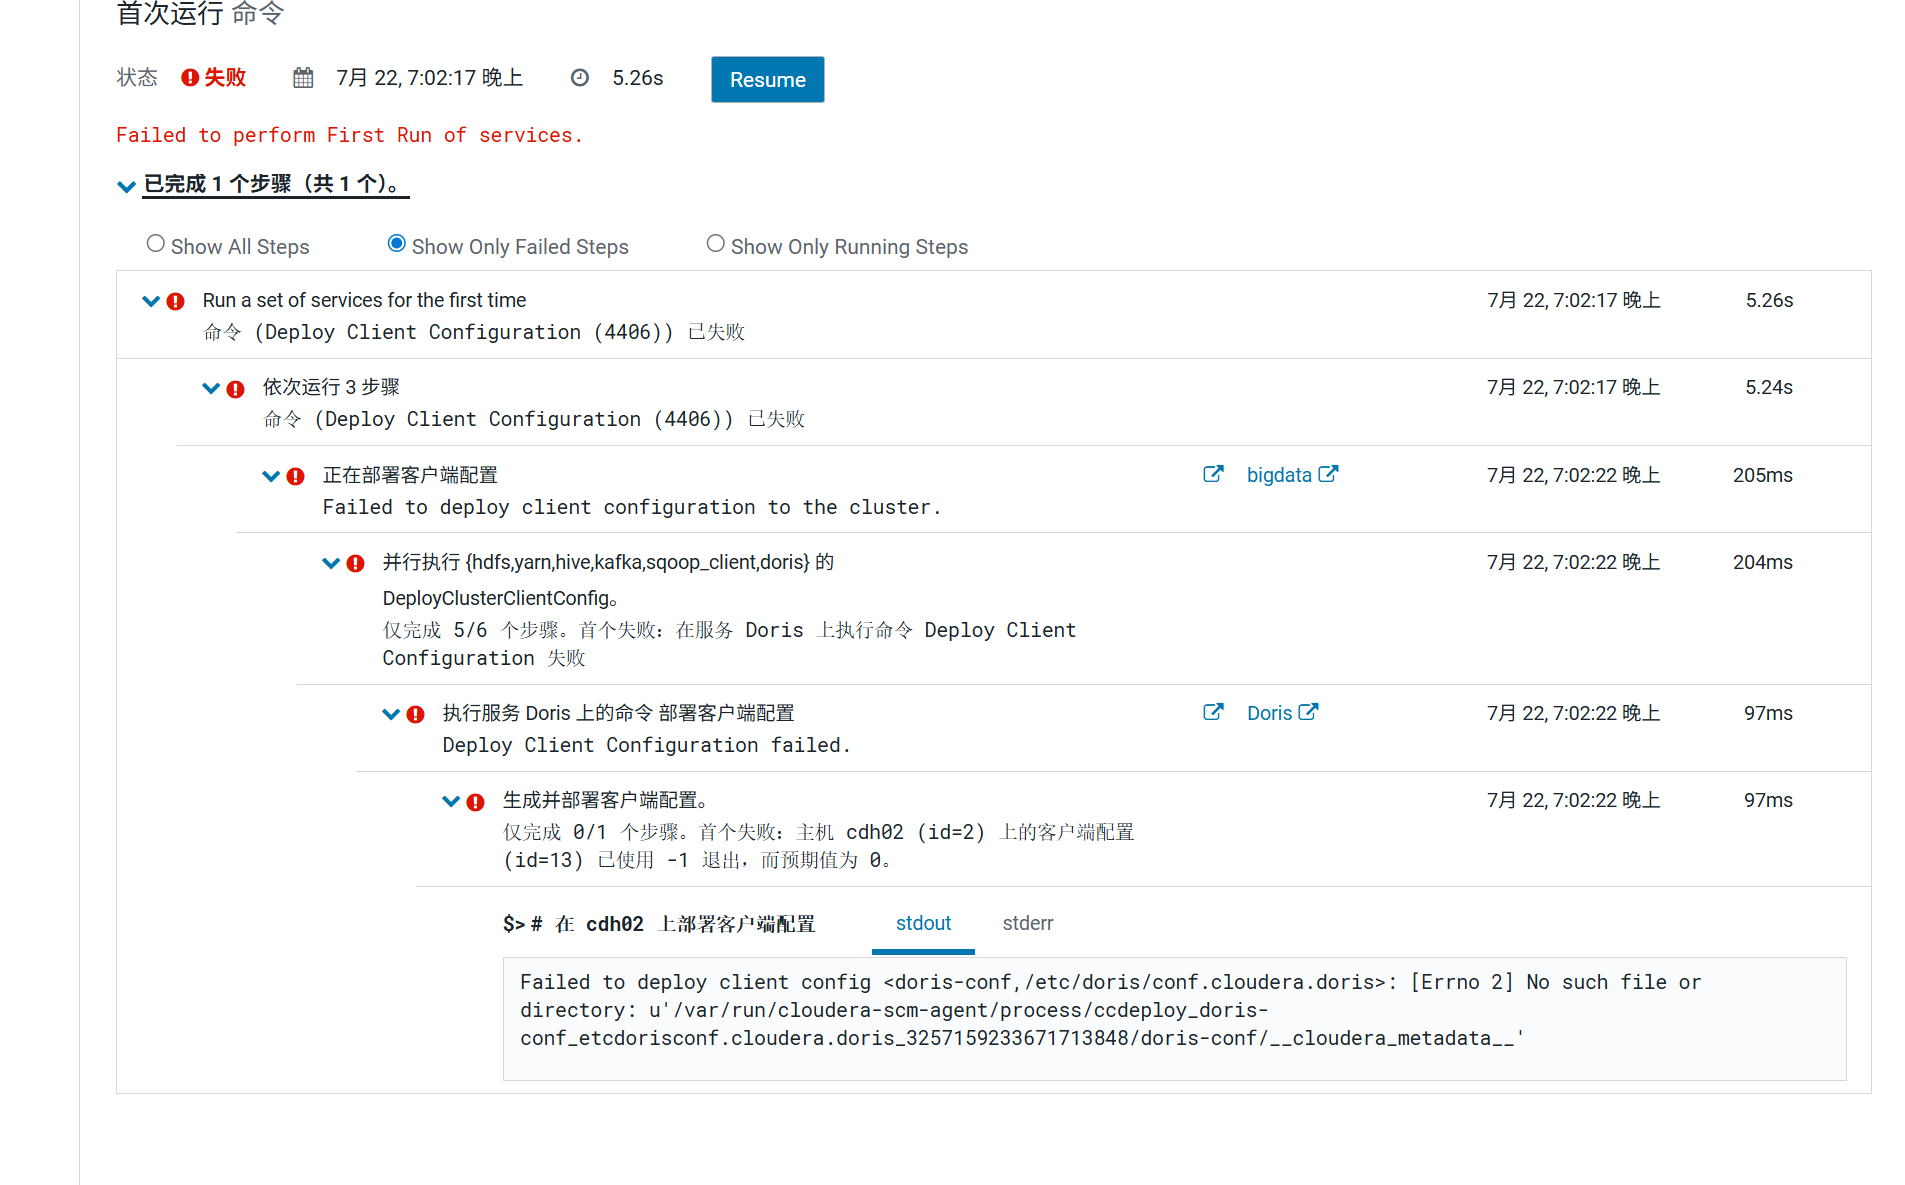 首次运行 命令
状态 失败 7月 22, 7:02:17 晚上 5.26s Resume
Failed to perform First Run of services.
已完成 1 个步骤（共 1 个）。
Show All Steps Show Only Failed Steps Show Only Running Steps
Run a set of services for the first time 7月 22, 7:02:17 晚上 5.26s
命令 (Deploy Client Configuration (4406)) 已失败
依次运行 3 步骤 7月 22, 7:02:17 晚上 5.24s
命令 (Deploy Client Configuration (4406)) 已失败
正在部署客户端配置 bigdata 7月 22, 7:02:22 晚上 205ms
Failed to deploy client configuration to the cluster.
并行执行 {hdfs,yarn,hive,kafka,sqoop_client,doris} 的 7月 22, 7:02:22 晚上 204ms
DeployClusterClientConfig。
仅完成 5/6 个步骤。首个失败：在服务 Doris 上执行命令 Deploy Client
Configuration 失败
执行服务 Doris 上的命令 部署客户端配置 Doris 7月 22, 7:02:22 晚上 97ms
Deploy Client Configuration failed.
生成并部署客户端配置。 7月 22, 7:02:22 晚上 97ms
仅完成 0/1 个步骤。首个失败：主机 cdh02 (id=2) 上的客户端配置
(id=13) 已使用 -1 退出，而预期值为 0。
$> # 在 cdh02 上部署客户端配置 stdout stderr
Failed to deploy client config <doris-conf,/etc/doris/conf.cloudera.doris>: [Errno 2] No such file or
directory: u'/var/run/cloudera-scm-agent/process/ccdeploy_doris-
conf_etcdorisconf.cloudera.doris_3257159233671713848/doris-conf/__cloudera_metadata__'